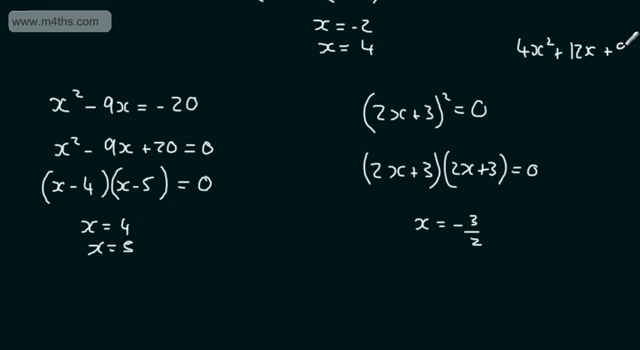 www.m4ths.com
x = -2
x = 4
4x² + 12x +
x² - 9x = -20
x² - 9x + 20 = 0
(x - 4)(x - 5) = 0
x = 4
x = 5
(2x + 3)² = 0
(2x + 3)(2x + 3) = 0
x = -3/2